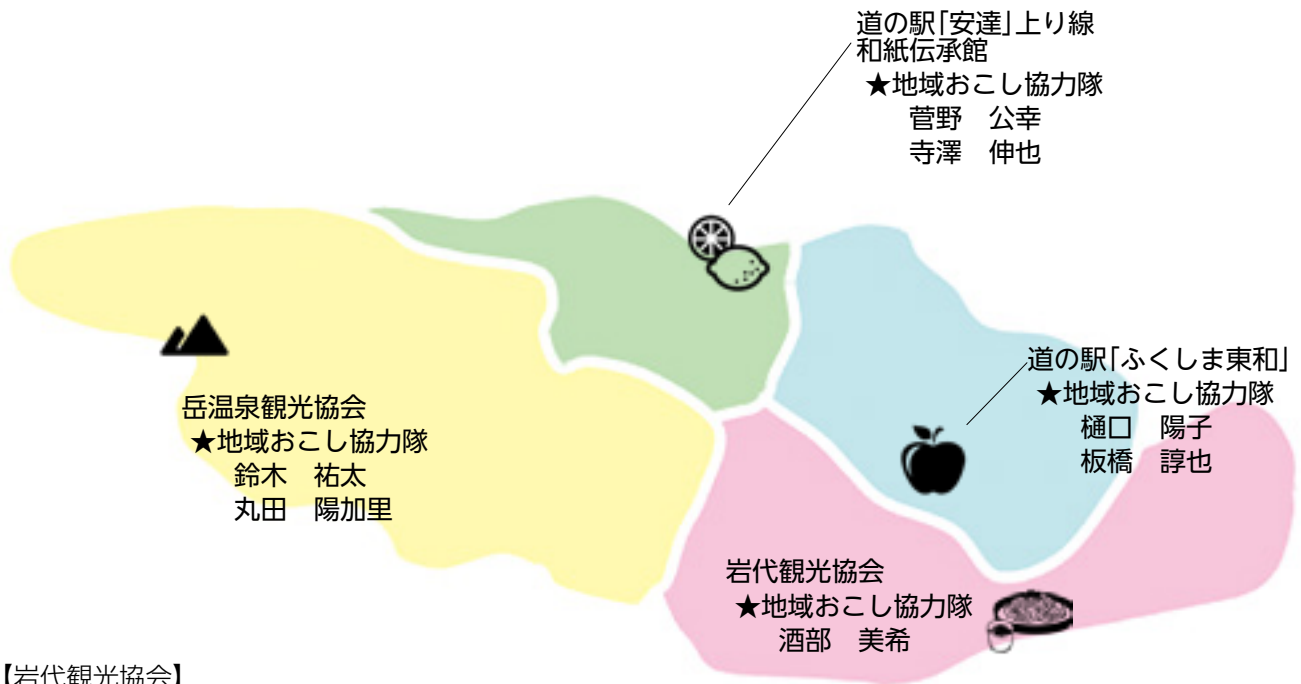 道の駅「安達」上り線
和紙伝承館
★地域おこし協力隊
菅野　公幸
寺澤　伸也
道の駅「ふくしま東和」
★地域おこし協力隊
樋口　陽子
板橋　諄也
岳温泉観光協会
★地域おこし協力隊
鈴木　祐太
丸田　陽加里
岩代観光協会
★地域おこし協力隊
酒部　美希
【岩代観光協会】